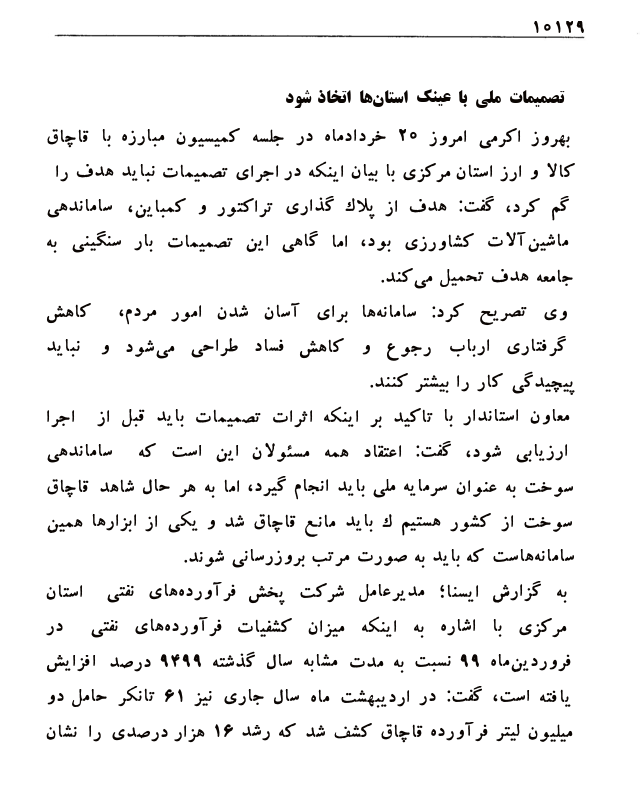 ۱۰۱۲۹
تصمیمات ملی با عینک استان‌ها اتخاذ شود
بهروز اکرمی امروز ۲۰ خردادماه در جلسه کمیسیون مبارزه با قاچاق
کالا و ارز استان مرکزی با بیان اینکه در اجرای تصمیمات نباید هدف را
گم کرد، گفت: هدف از پلاك گذاری تراکتور و کمباین، ساماندهی
ماشین‌آلات کشاورزی بود، اما گاهی این تصمیمات بار سنگینی به
جامعه هدف تحمیل می‌کند.
وی تصریح کرد: سامانه‌ها برای آسان شدن امور مردم، کاهش
گرفتاری ارباب رجوع و کاهش فساد طراحی می‌شود و نباید
پیچیدگی کار را بیشتر کنند.
معاون استاندار با تاکید بر اینکه اثرات تصمیمات باید قبل از اجرا
ارزیابی شود، گفت: اعتقاد همه مسئولان این است که ساماندهی
سوخت به عنوان سرمایه ملی باید انجام گیرد، اما به هر حال شاهد قاچاق
سوخت از کشور هستیم ك باید مانع قاچاق شد و یکی از ابزارها همین
سامانه‌هاست که باید به صورت مرتب بروزرسانی شوند.
به گزارش ایسنا؛ مدیرعامل شرکت پخش فرآورده‌های نفتی استان
مرکزی با اشاره به اینکه میزان کشفیات فرآورده‌های نفتی در
فروردین‌ماه ۹۹ نسبت به مدت مشابه سال گذشته ۹۴۹۹ درصد افزایش
یافته است، گفت: در اردیبهشت ماه سال جاری نیز ۶۱ تانکر حامل دو
میلیون لیتر فرآورده قاچاق کشف شد که رشد ۱۶ هزار درصدی را نشان